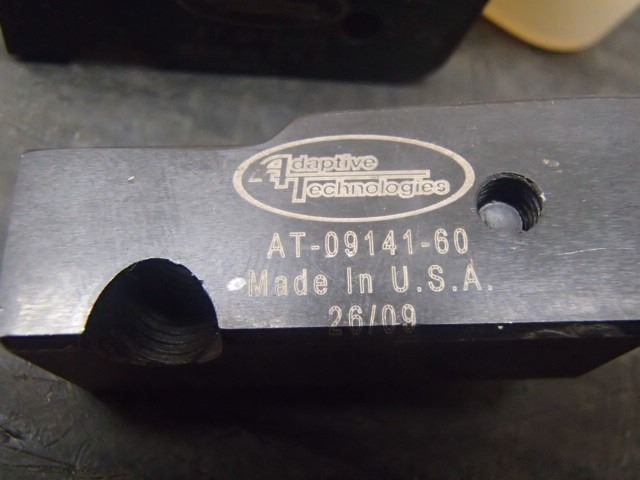 Adaptive
Technologies
AT-09141-60
Made In U.S.A.
26/09